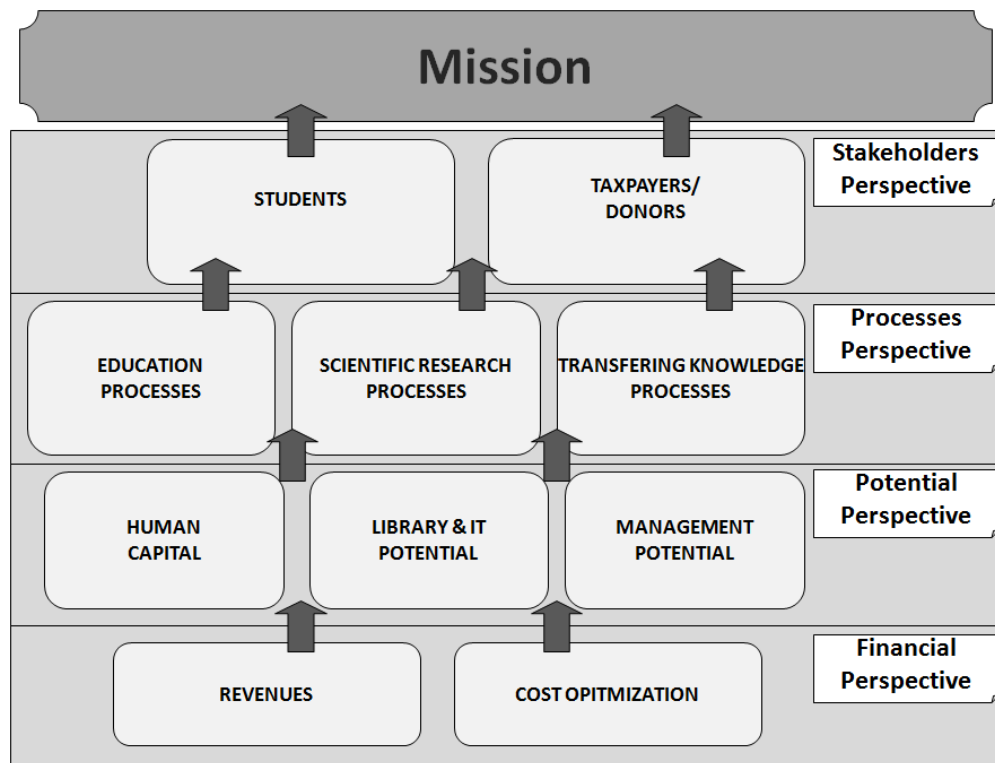 Mission
STUDENTS
TAXPAYERS/
DONORS
Stakeholders
Perspective
EDUCATION
PROCESSES
SCIENTIFIC RESEARCH
PROCESSES
TRANSFERING KNOWLEDGE
PROCESSES
Processes
Perspective
HUMAN
CAPITAL
LIBRARY & IT
POTENTIAL
MANAGEMENT
POTENTIAL
Potential
Perspective
REVENUES
COST OPITMIZATION
Financial
Perspective